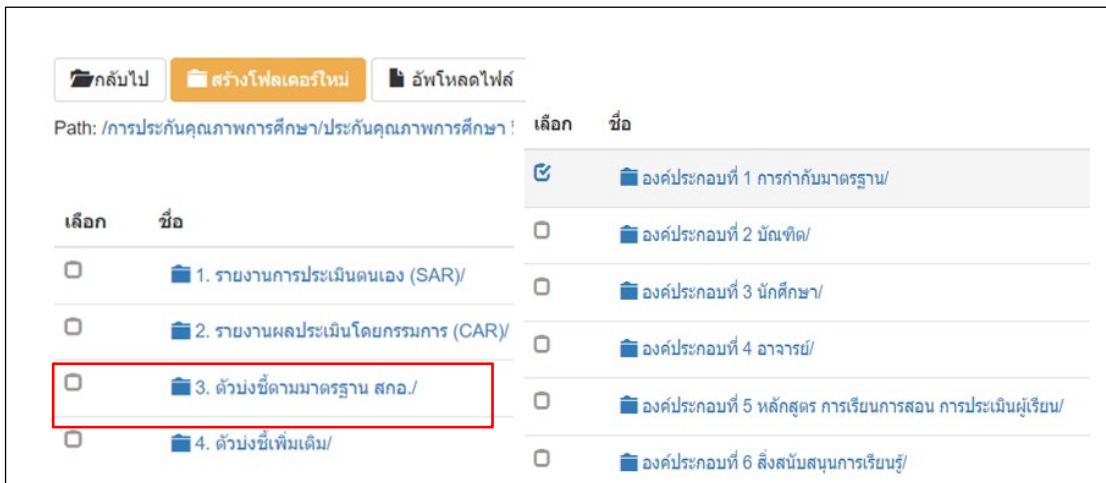 กลับไป สร้างโฟลเดอร์ใหม่ อัพโหลดไฟล์
Path: /การประกันคุณภาพการศึกษา/ประกันคุณภาพการศึกษา
เลือก ชื่อ
1. รายงานการประเมินตนเอง (SAR)/
2. รายงานผลประเมินโดยกรรมการ (CAR)/
3. ตัวบ่งชี้ตามมาตรฐาน สกอ./
4. ตัวบ่งชี้เพิ่มเติม/
เลือก ชื่อ
องค์ประกอบที่ 1 การกำกับมาตรฐาน/
องค์ประกอบที่ 2 บัณฑิต/
องค์ประกอบที่ 3 นักศึกษา/
องค์ประกอบที่ 4 อาจารย์/
องค์ประกอบที่ 5 หลักสูตร การเรียนการสอน การประเมินผู้เรียน/
องค์ประกอบที่ 6 สิ่งสนับสนุนการเรียนรู้/